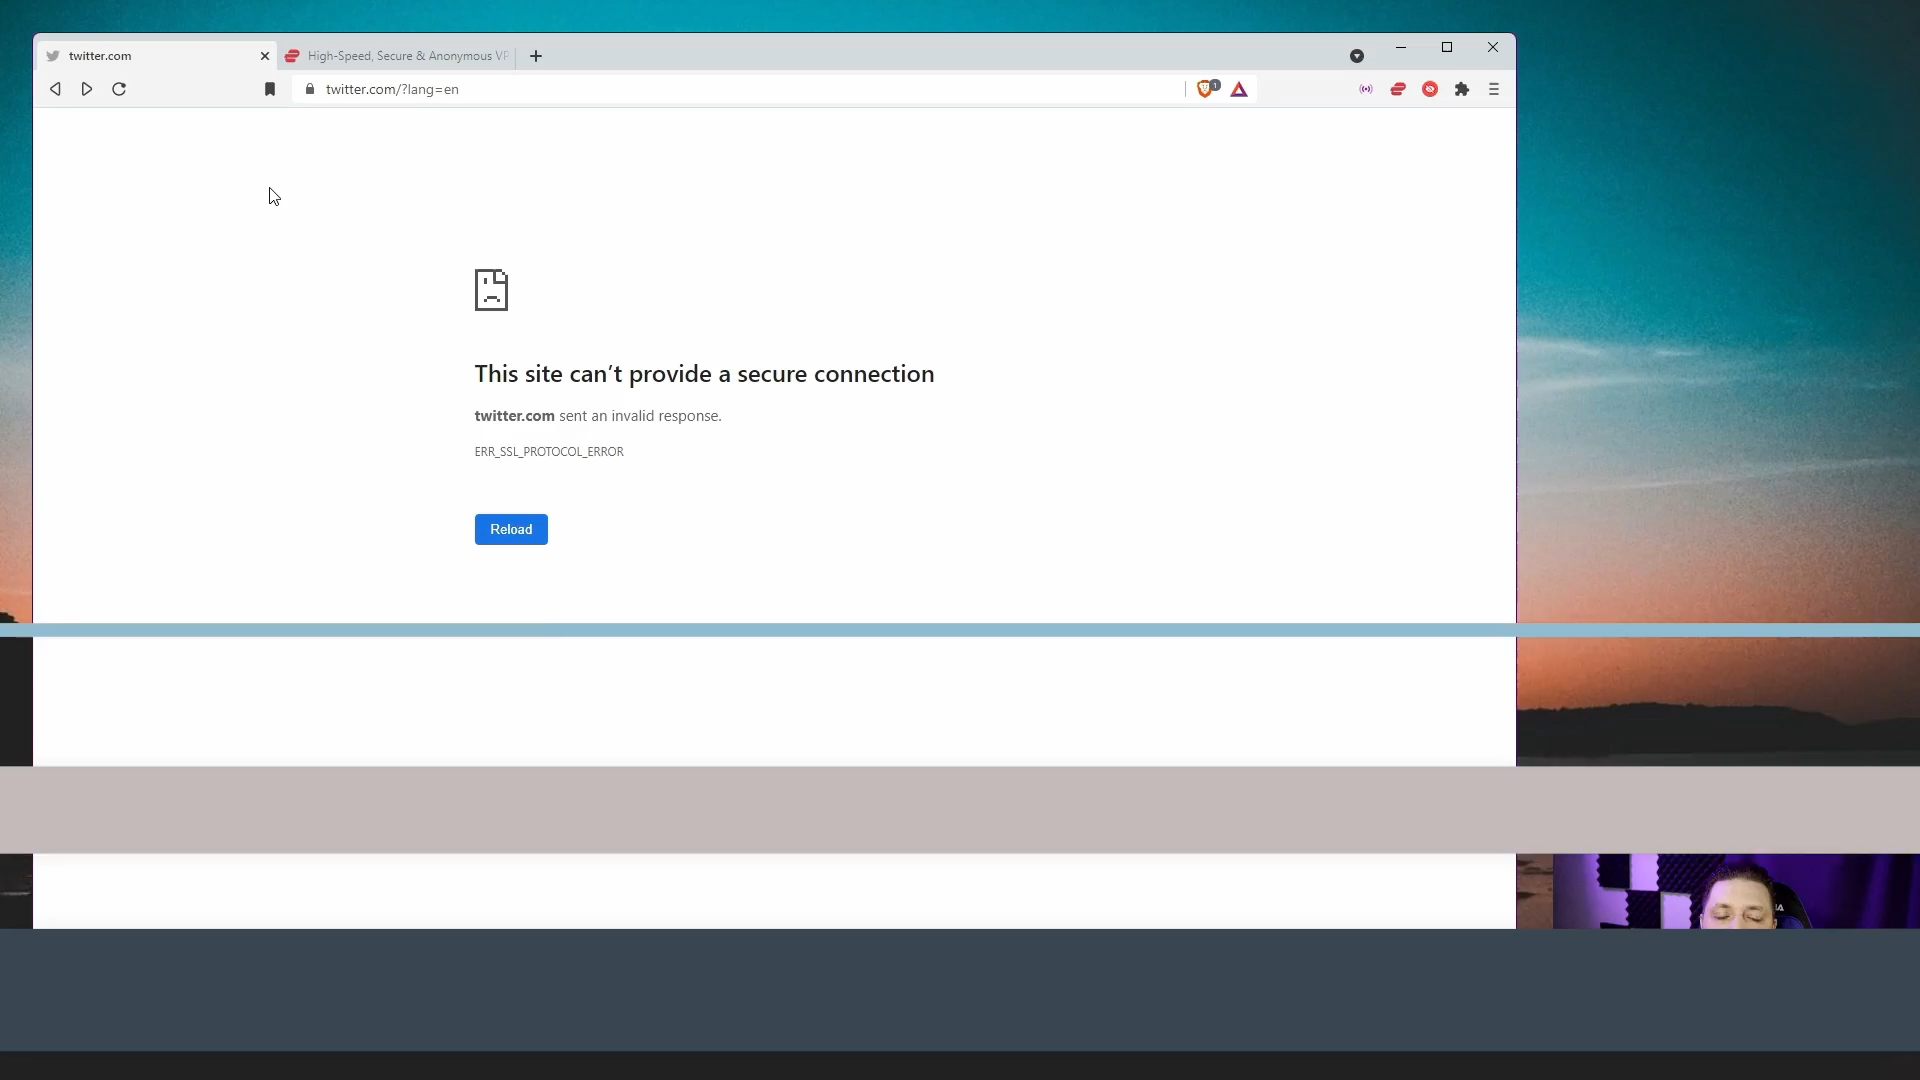 twitter.com
High-Speed, Secure & Anonymous VP
twitter.com/?lang=en
1
This site can't provide a secure connection
twitter.com sent an invalid response.
ERR_SSL_PROTOCOL_ERROR
Reload